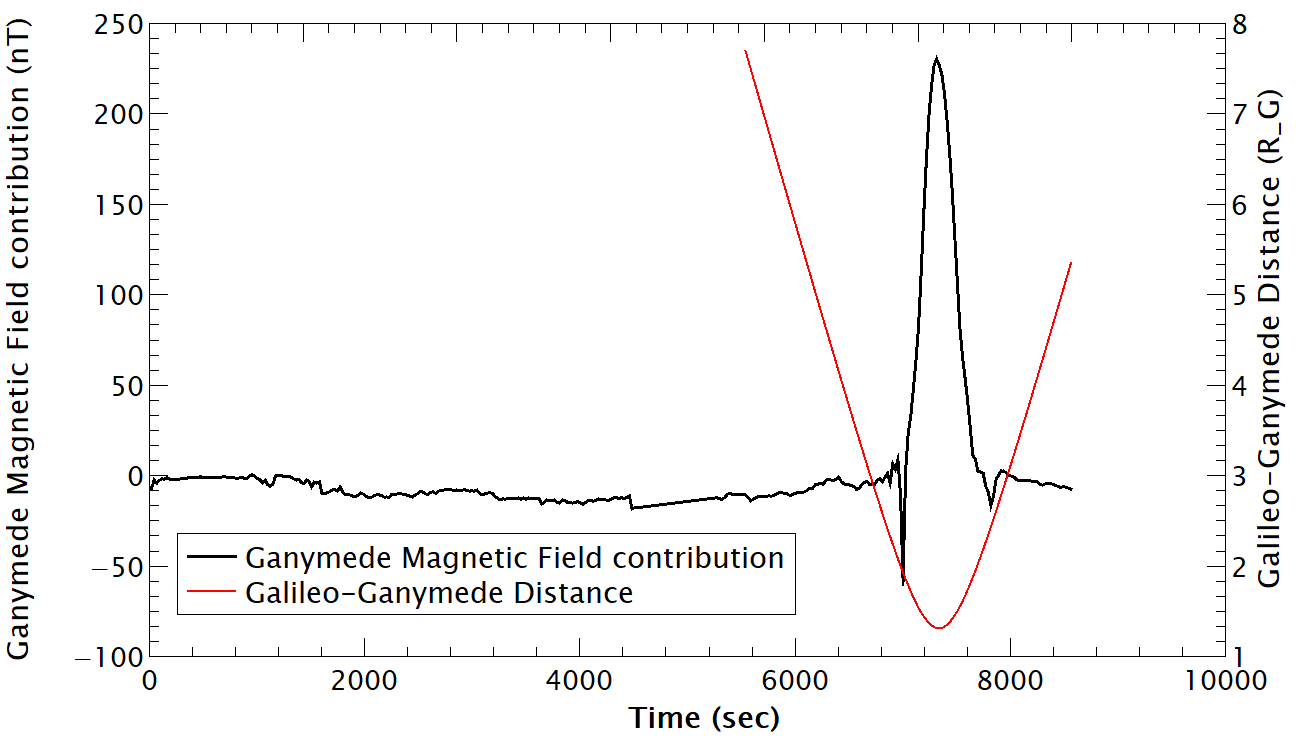 Ganymede Magnetic Field contribution (nT)
250
200
150
100
50
0
−50
−100
8
7
6
5
4
3
2
1
Galileo−Ganymede Distance (R_G)
Ganymede Magnetic Field contribution
Galileo−Ganymede Distance
0 2000 4000 6000 8000 10000
Time (sec)